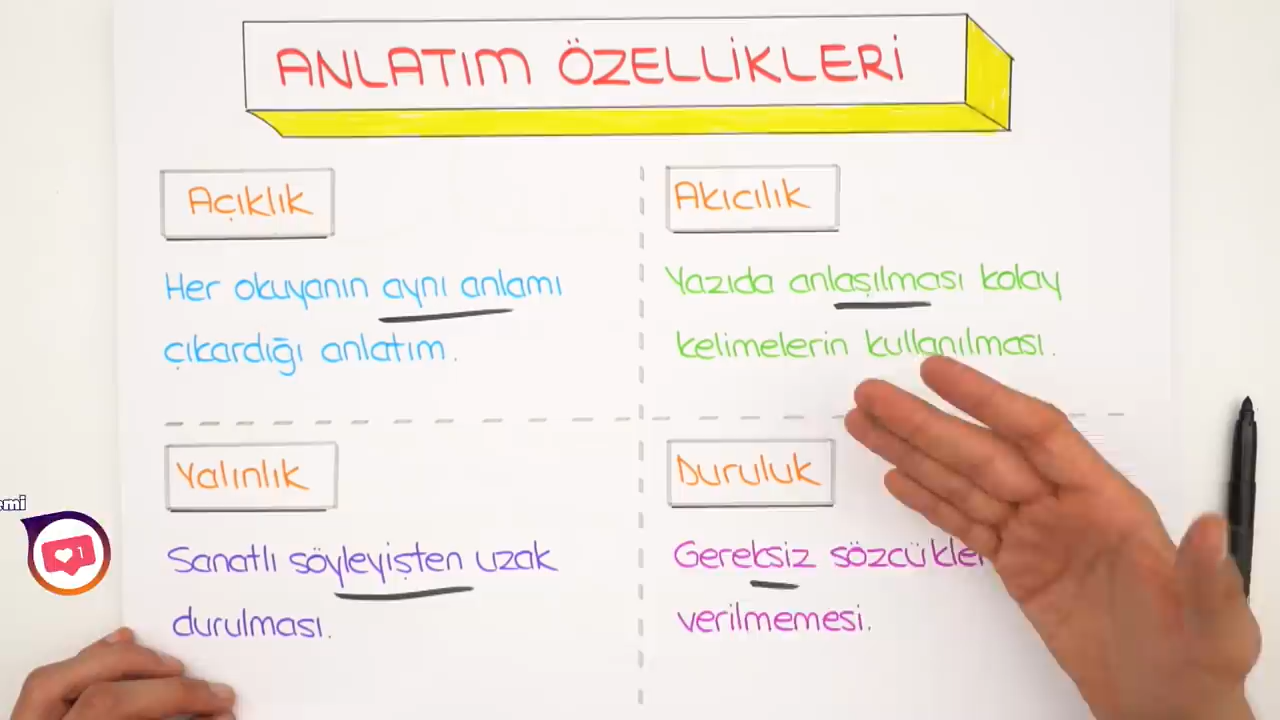 ANLATIM ÖZELLİKLERİ
Açıklık
Her okuyanın aynı anlamı
çıkardığı anlatım.
Akıcılık
Yazıda anlaşılması kolay
kelimelerin kullanılması.
Yalınlık
Sanatlı söyleyişten uzak
durulması.
Duruluk
Gereksiz sözcükler
verilmemesi.
1